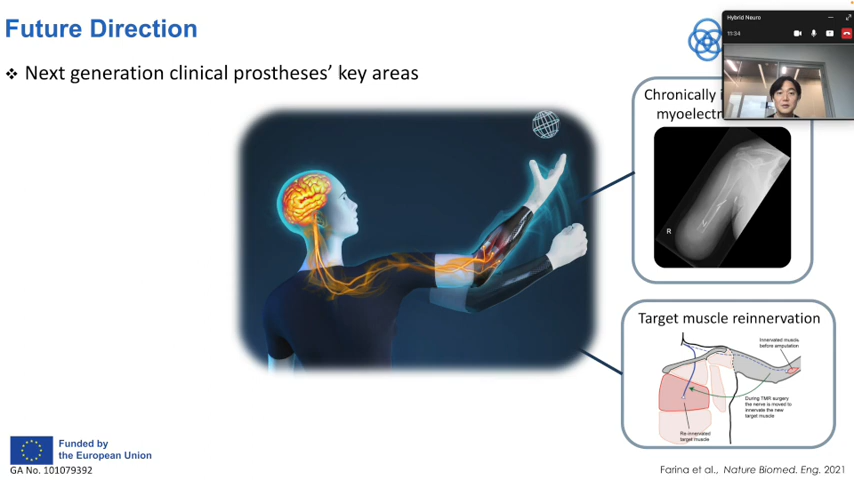 Future Direction
Hybrid Neuro
11:34
❖ Next generation clinical prostheses’ key areas
Chronically
R
Target muscle reinnervation
Innervated muscle
before amputation
During TMR surgery
the nerve is moved to
innervate the new
target muscle
Re-innervated
target muscle
Funded by
the European Union
GA No. 101079392
Farina et al., Nature Biomed. Eng. 2021